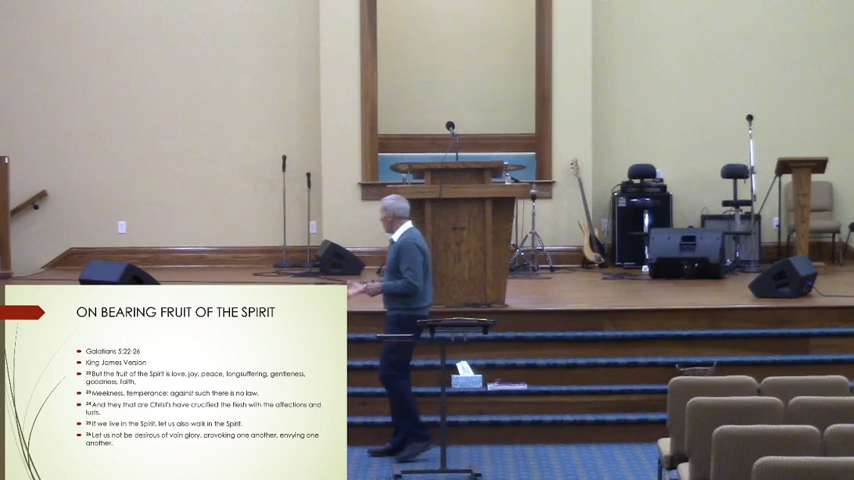 ON BEARING FRUIT OF THE SPIRIT
Galatians 5:22-26
King James Version
22 But the fruit of the Spirit is love, joy, peace, longsuffering, gentleness,
goodness, faith,
23 Meekness, temperance: against such there is no law.
24 And they that are Christ's have crucified the flesh with the affections and
lusts.
25 If we live in the Spirit, let us also walk in the Spirit.
26 Let us not be desirous of vain glory, provoking one another, envying one
another.